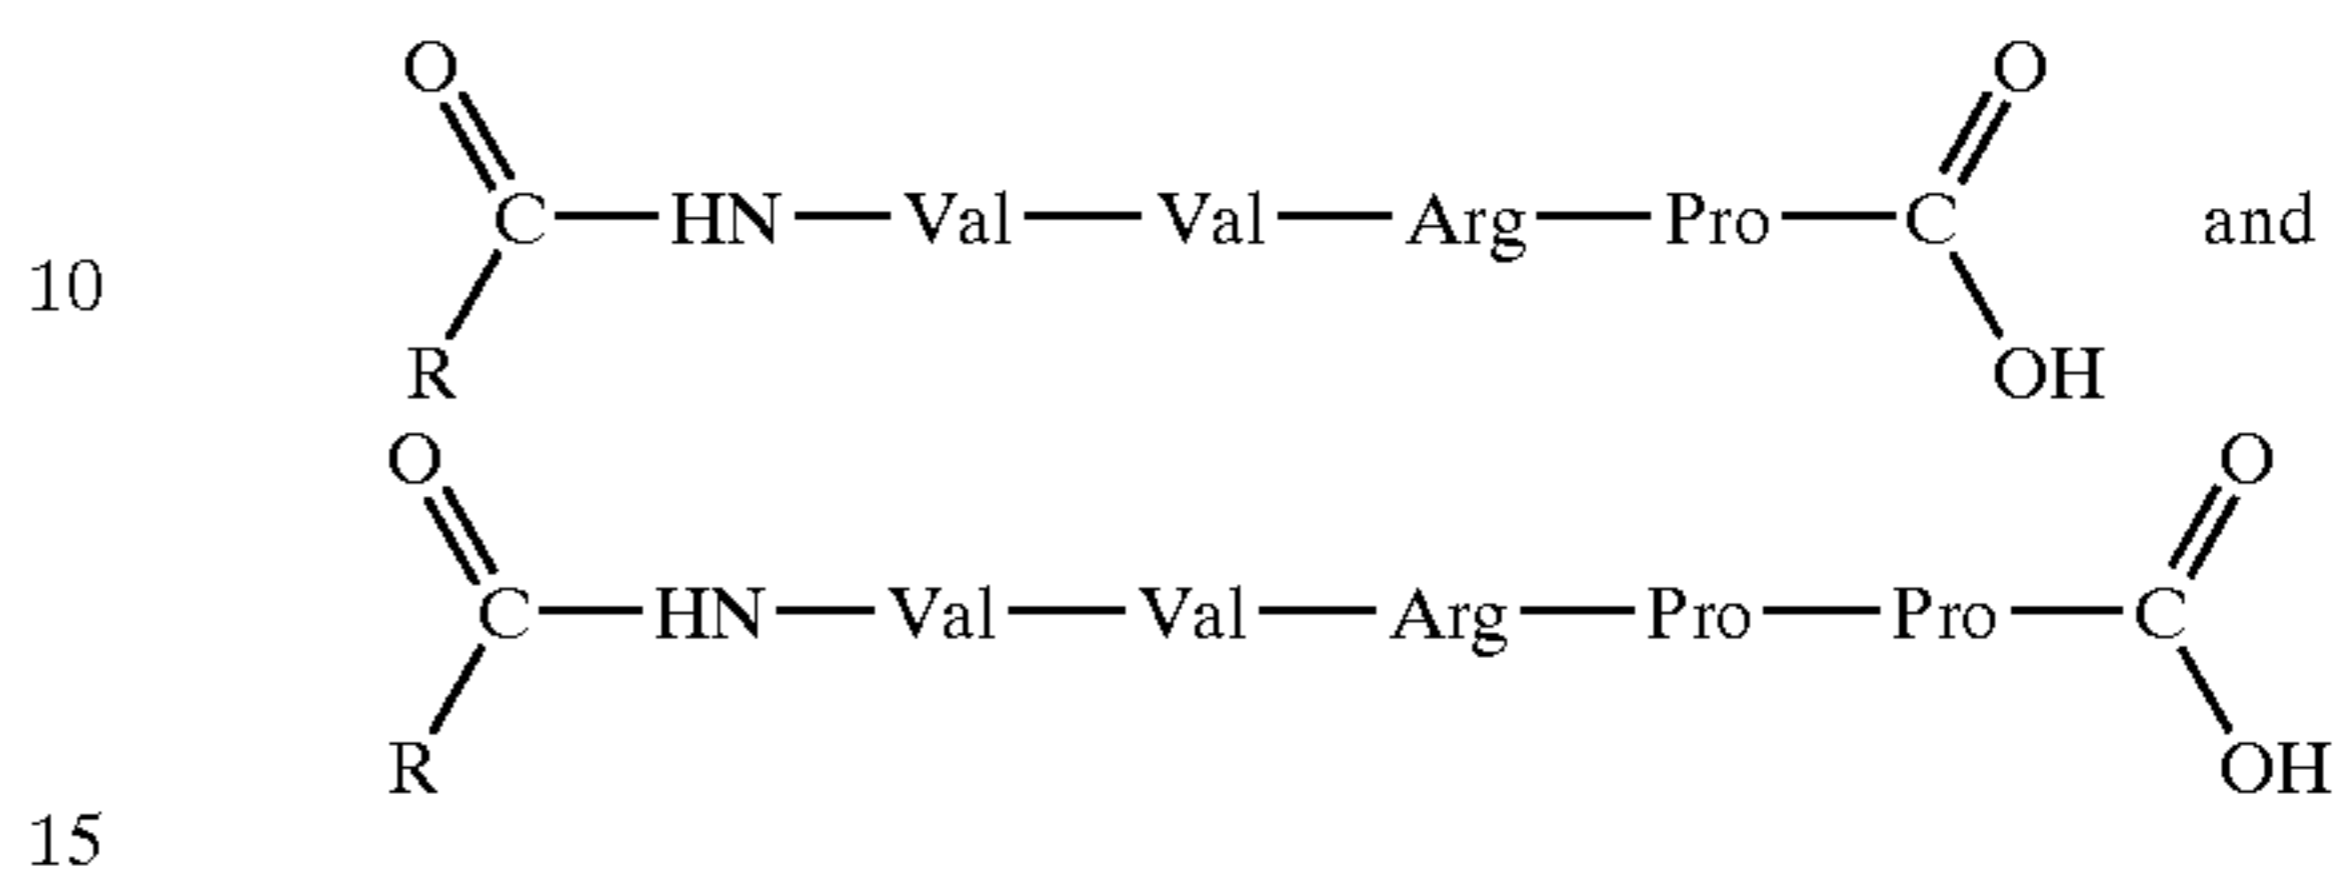 O O
C—HN—Val—Val—Arg—Pro—C and
10
R OH
O O
C—HN—Val—Val—Arg—Pro—Pro—C
R OH
15